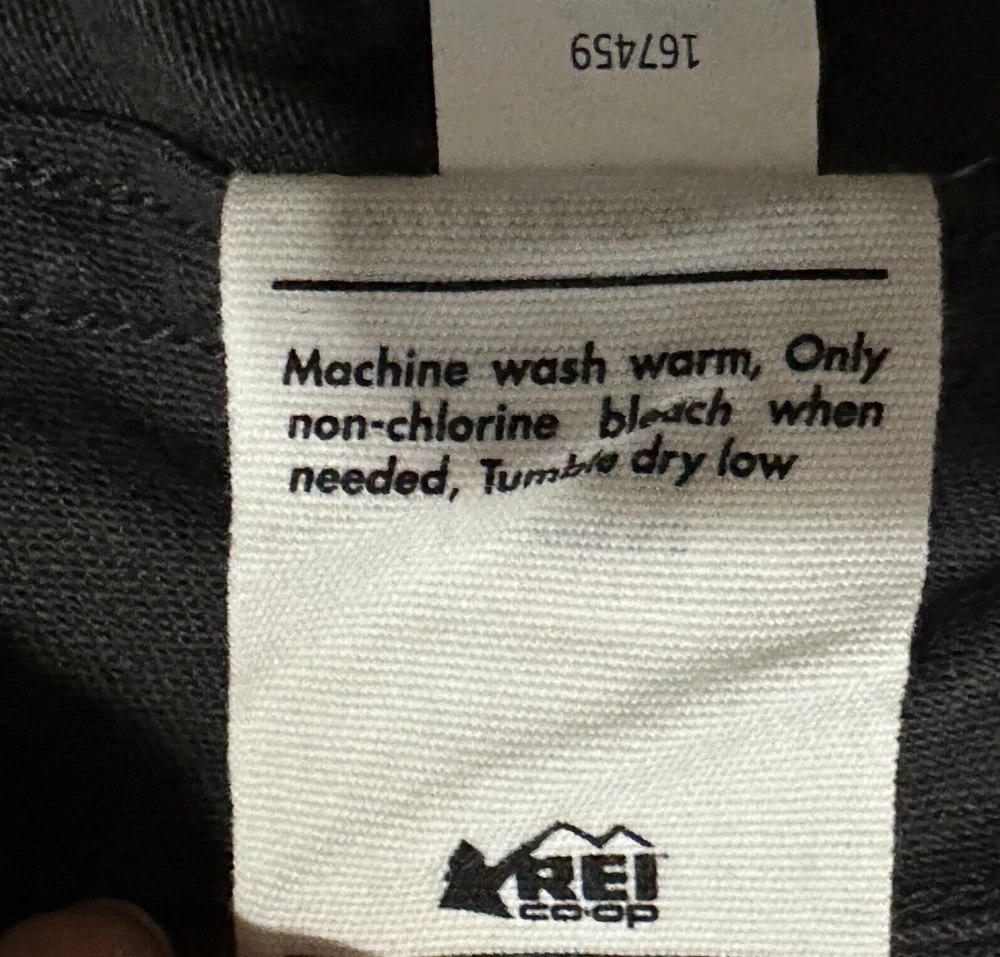 167459
Machine wash warm, Only
non-chlorine bleach when
needed, Tumble dry low
REI
co·op